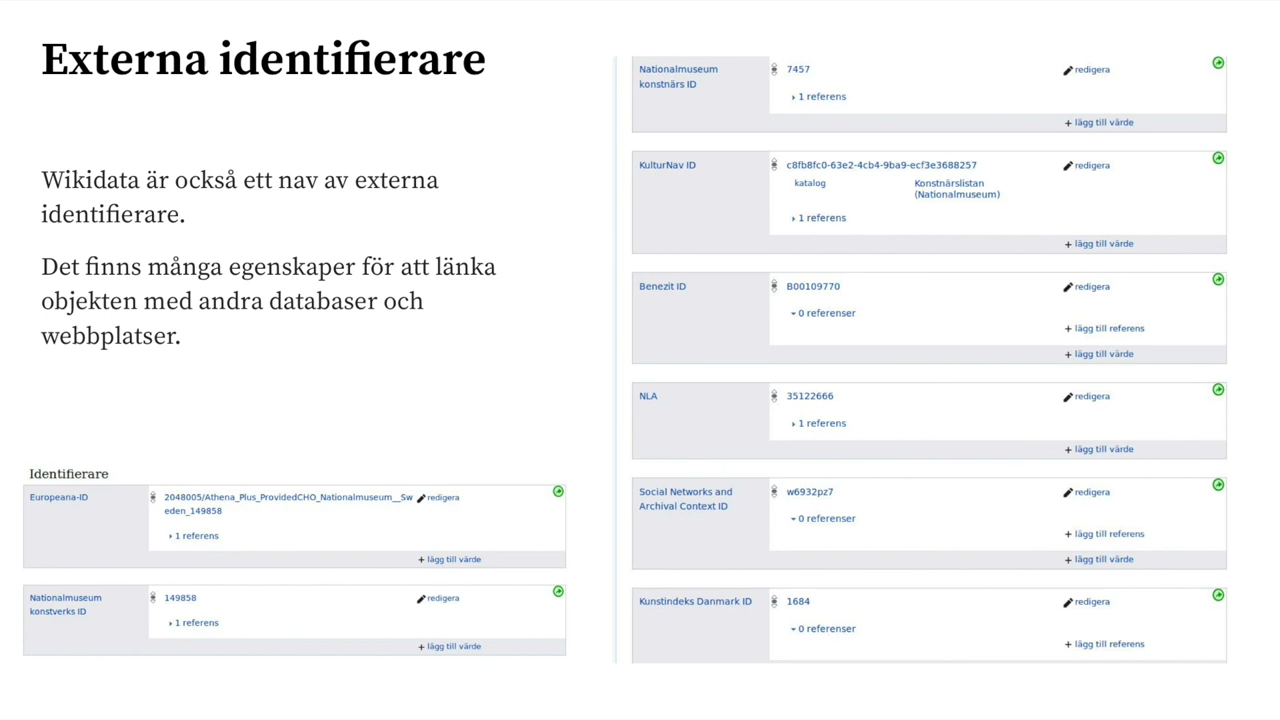 Externa identifierare
Wikidata är också ett nav av externa
identifierare.
Det finns många egenskaper för att länka
objekten med andra databaser och
webbplatser.
Identifierare
Europeana-ID
2048005/Athena_Plus_ProvidedCHO_Nationalmuseum__Sw
eden_149858
redigera
1 referens
+ lägg till värde
Nationalmuseum
konstverks ID
149858
redigera
1 referens
+ lägg till värde
Nationalmuseum
konstnärs ID
7457
redigera
1 referens
+ lägg till värde
KulturNav ID
c8fb8fc0-63e2-4cb4-9ba9-ecf3e3688257
redigera
katalog
Konstnärslistan
(Nationalmuseum)
1 referens
+ lägg till värde
Benezit ID
B00109770
redigera
0 referenser
+ lägg till referens
+ lägg till värde
NLA
35122666
redigera
1 referens
+ lägg till värde
Social Networks and
Archival Context ID
w6932pz7
redigera
0 referenser
+ lägg till referens
+ lägg till värde
Kunstindeks Danmark ID
1684
redigera
0 referenser
+ lägg till referens